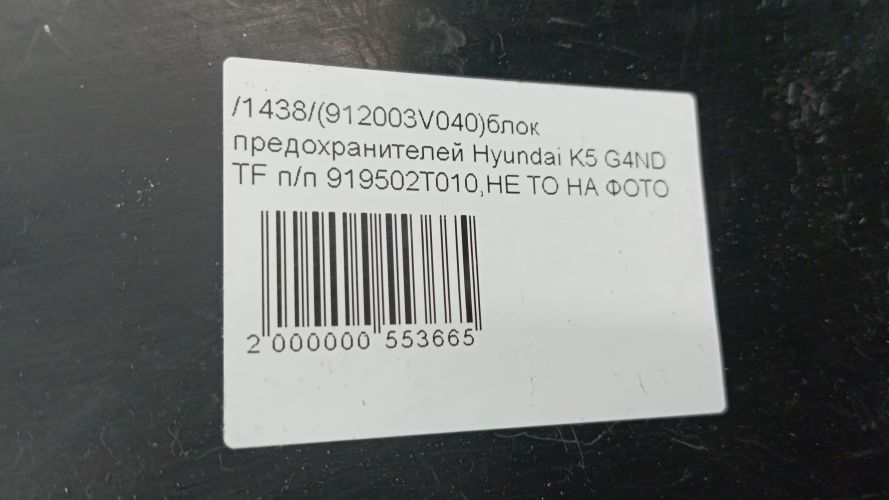 /1438/(912003V040)блок
предохранителей Hyundai K5 G4ND
TF п/п 919502T010,НЕ ТО НА ФОТО
2 000000 553665